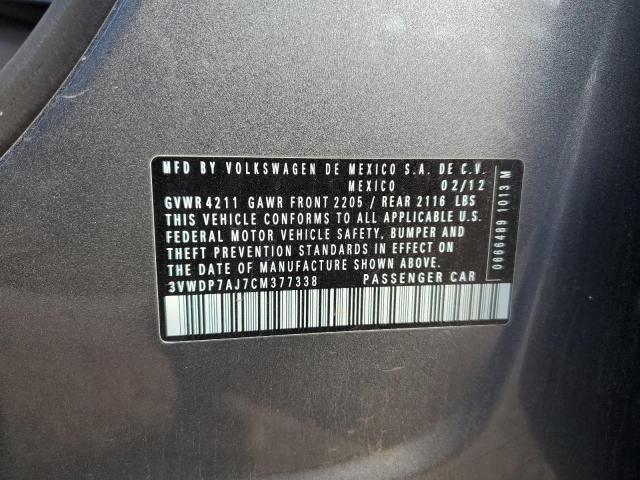 MFD BY VOLKSWAGEN DE MEXICO S.A. DE C.V.
MEXICO 02/12
GVWR 4211 GAWR FRONT 2205 / REAR 2116 LBS
THIS VEHICLE CONFORMS TO ALL APPLICABLE U.S.
FEDERAL MOTOR VEHICLE SAFETY, BUMPER AND
THEFT PREVENTION STANDARDS IN EFFECT ON
THE DATE OF MANUFACTURE SHOWN ABOVE.
3VWDP7AJ7CM377338 PASSENGER CAR
0666489 1013 M